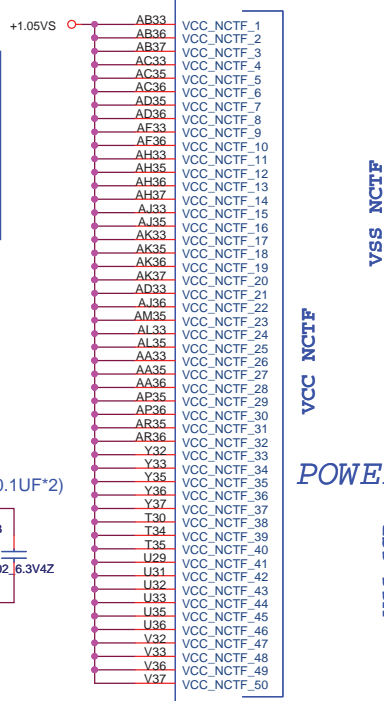 +1.05VS
AB33 VCC_NCTF_1
AB36 VCC_NCTF_2
AB37 VCC_NCTF_3
AC33 VCC_NCTF_4
AC35 VCC_NCTF_5
AC36 VCC_NCTF_6
AD35 VCC_NCTF_7
AD36 VCC_NCTF_8
AF33 VCC_NCTF_9
AF36 VCC_NCTF_10
AH33 VCC_NCTF_11
AH35 VCC_NCTF_12
AH36 VCC_NCTF_13
AH37 VCC_NCTF_14
AJ33 VCC_NCTF_15
AJ35 VCC_NCTF_16
AK33 VCC_NCTF_17
AK35 VCC_NCTF_18
AK36 VCC_NCTF_19
AK37 VCC_NCTF_20
AD33 VCC_NCTF_21
AJ36 VCC_NCTF_22
AM35 VCC_NCTF_23
AL33 VCC_NCTF_24
AL35 VCC_NCTF_25
AA33 VCC_NCTF_26
AA35 VCC_NCTF_27
AA36 VCC_NCTF_28
AP35 VCC_NCTF_29
AP36 VCC_NCTF_30
AR35 VCC_NCTF_31
AR36 VCC_NCTF_32
Y32 VCC_NCTF_33
Y33 VCC_NCTF_34
Y35 VCC_NCTF_35
Y36 VCC_NCTF_36
Y37 VCC_NCTF_37
T30 VCC_NCTF_38
T34 VCC_NCTF_39
T35 VCC_NCTF_40
U29 VCC_NCTF_41
U31 VCC_NCTF_42
U32 VCC_NCTF_43
U33 VCC_NCTF_44
U35 VCC_NCTF_45
U36 VCC_NCTF_46
V32 VCC_NCTF_47
V33 VCC_NCTF_48
V36 VCC_NCTF_49
V37 VCC_NCTF_50
VCC NCTF
VSS NCTF
POWE
0.1UF*2)
02_6.3V4Z